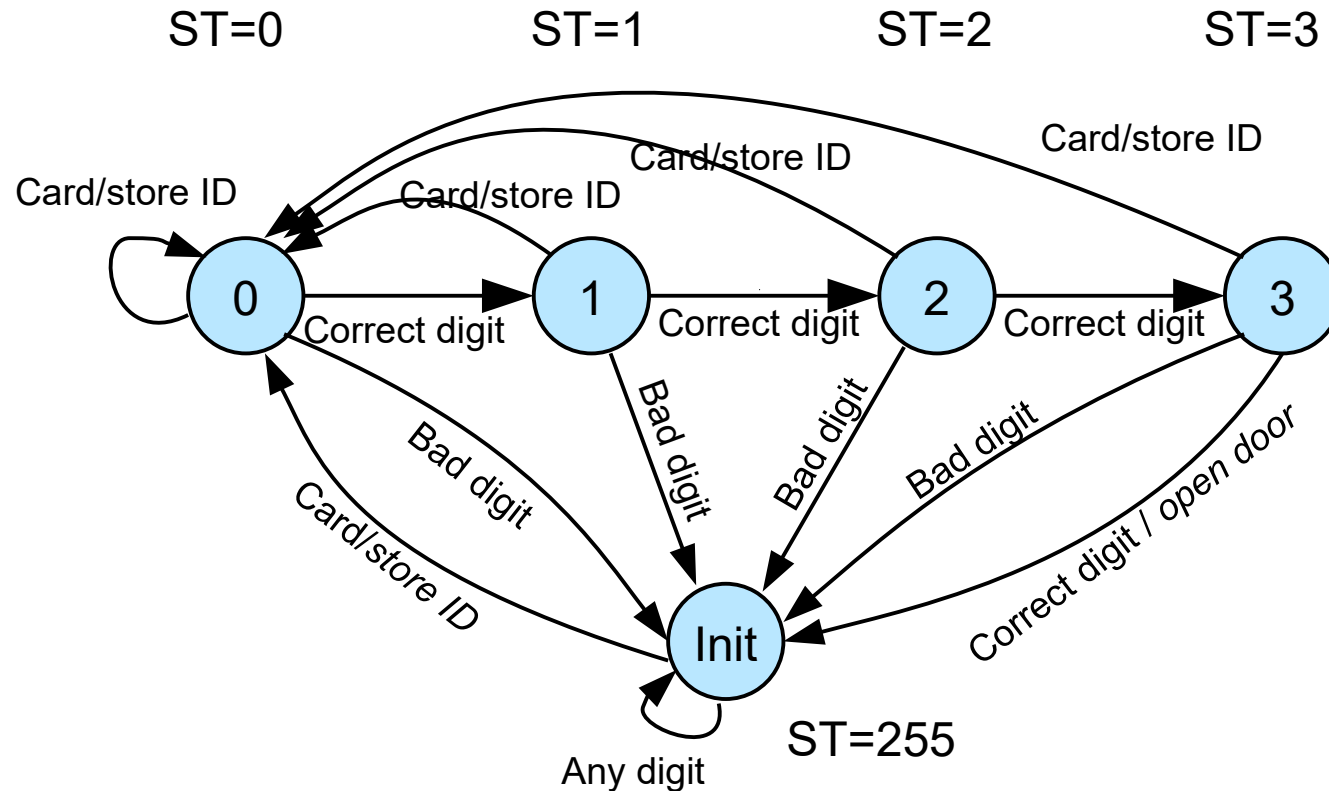 ST=0
ST=1
ST=2
ST=3
Card/store ID
Card/store ID
Card/store ID
Card/store ID
0
1
2
3
Correct digit
Correct digit
Correct digit
Bad digit
Bad digit
Bad digit
Bad digit
Card/store ID
Correct digit / open door
Init
ST=255
Any digit